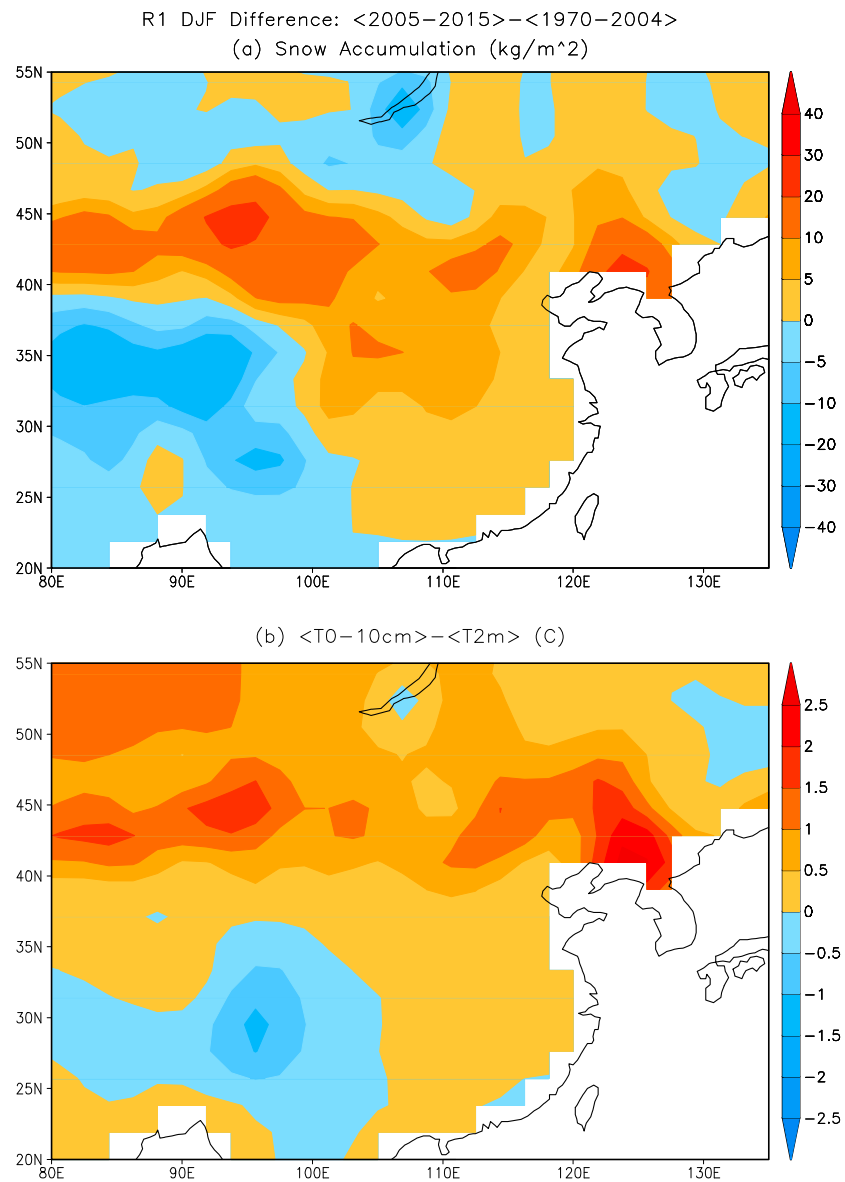 R1 DJF Difference: <2005-2015>-<1970-2004>
(a) Snow Accumulation (kg/m^2)
55N
50N
45N
40N
35N
30N
25N
20N
80E 90E 100E 110E 120E 130E
40
30
20
10
5
0
-5
-10
-20
-30
-40
(b) <T0-10cm>-<T2m> (C)
55N
50N
45N
40N
35N
30N
25N
20N
80E 90E 100E 110E 120E 130E
2.5
2
1.5
1
0.5
0
-0.5
-1
-1.5
-2
-2.5